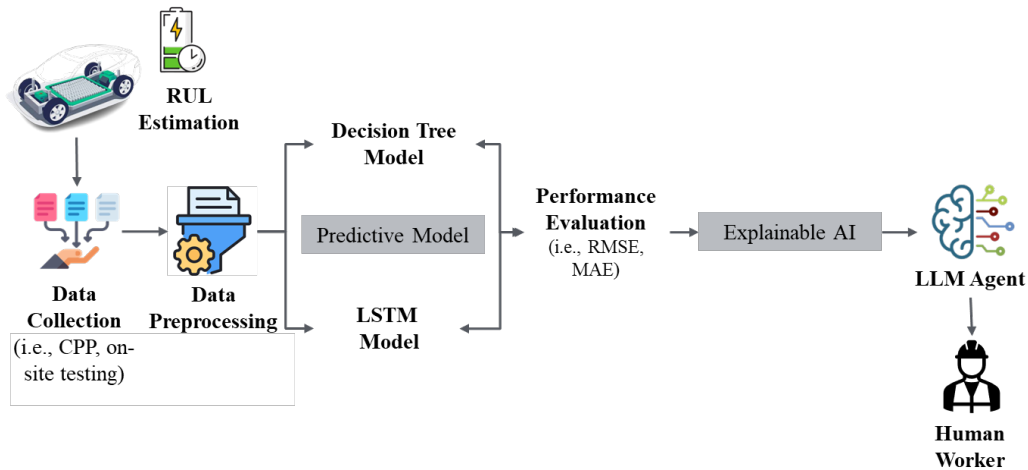 RUL
Estimation
Data
Collection
(i.e., CPP, on-
site testing)
Data
Preprocessing
Decision Tree
Model
Predictive Model
LSTM
Model
Performance
Evaluation
(i.e., RMSE,
MAE)
Explainable AI
LLM Agent
Human
Worker